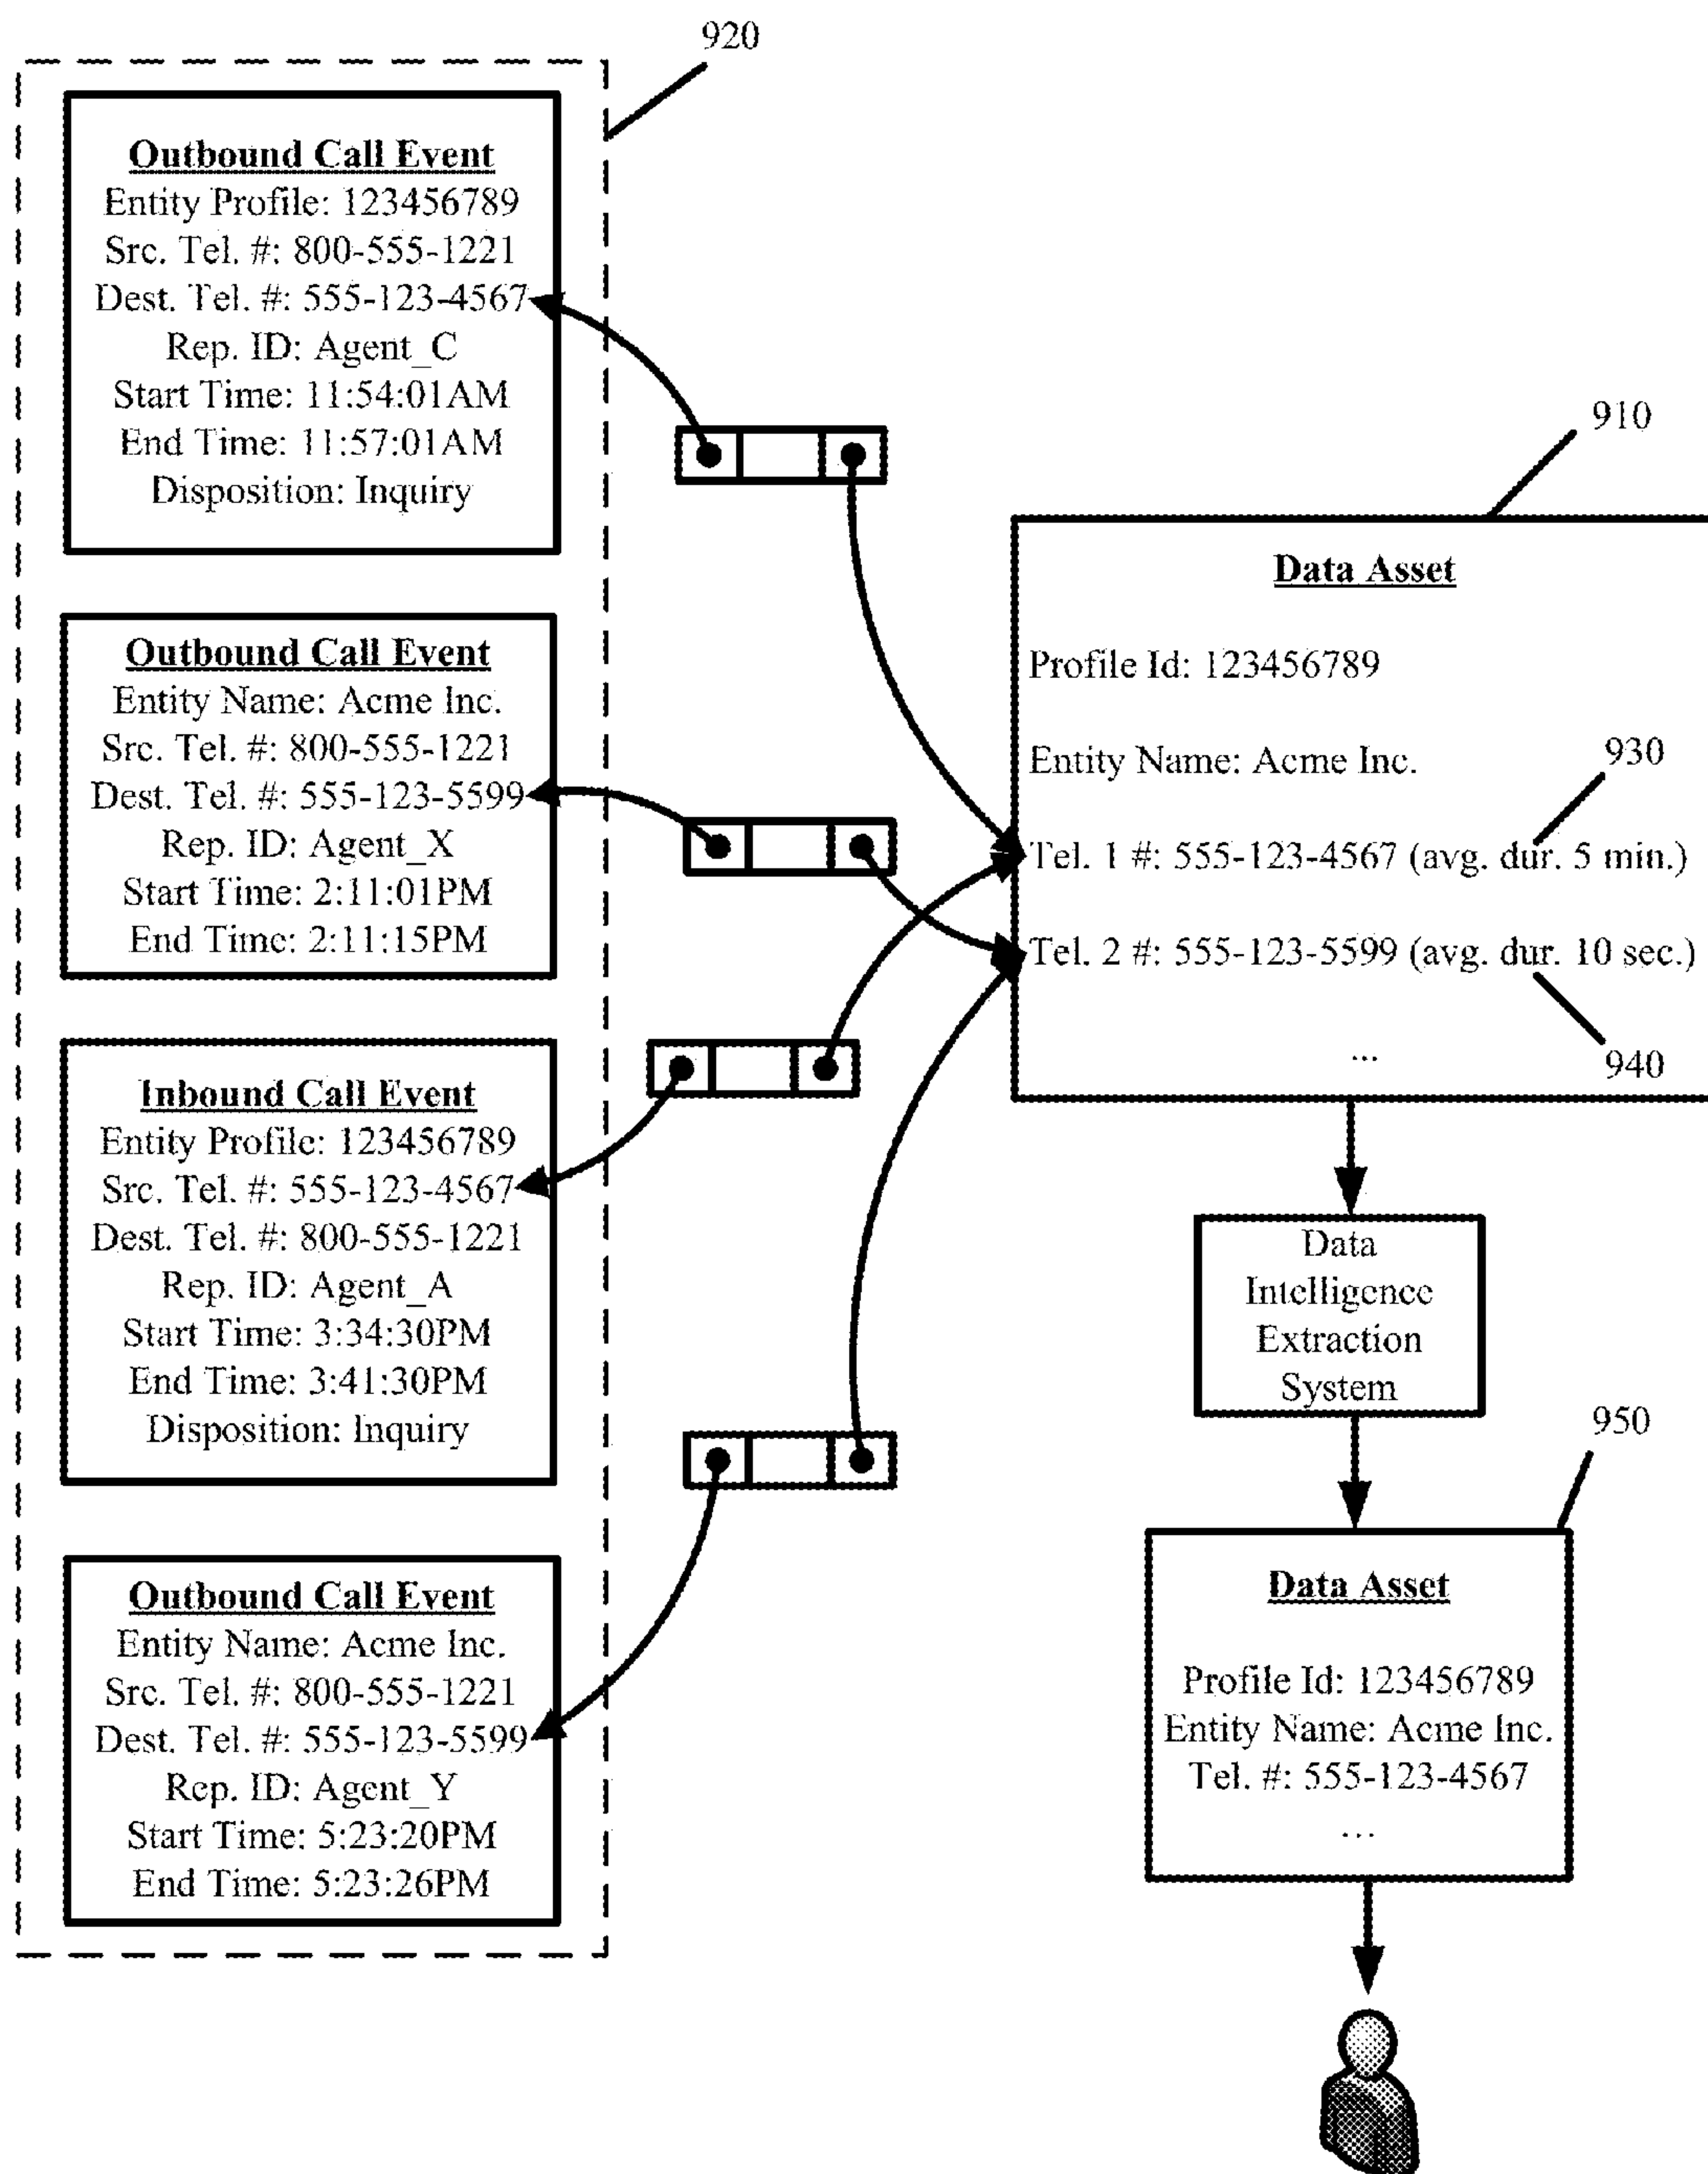 920
Outbound Call Event
Entity Profile: 123456789
Src. Tel. #: 800-555-1221
Dest. Tel. #: 555-123-4567
Rep. ID: Agent_C
Start Time: 11:54:01AM
End Time: 11:57:01AM
Disposition: Inquiry
Outbound Call Event
Entity Name: Acme Inc.
Src. Tel. #: 800-555-1221
Dest. Tel. #: 555-123-5599
Rep. ID: Agent_X
Start Time: 2:11:01PM
End Time: 2:11:15PM
Inbound Call Event
Entity Profile: 123456789
Src. Tel. #: 555-123-4567
Dest. Tel. #: 800-555-1221
Rep. ID: Agent_A
Start Time: 3:34:30PM
End Time: 3:41:30PM
Disposition: Inquiry
Outbound Call Event
Entity Name: Acme Inc.
Src. Tel. #: 800-555-1221
Dest. Tel. #: 555-123-5599
Rep. ID: Agent_Y
Start Time: 5:23:20PM
End Time: 5:23:26PM
910
Data Asset
Profile Id: 123456789
Entity Name: Acme Inc.
930
Tel. 1 #: 555-123-4567 (avg. dur. 5 min.)
Tel. 2 #: 555-123-5599 (avg. dur. 10 sec.)
...
940
Data
Intelligence
Extraction
System
950
Data Asset
Profile Id: 123456789
Entity Name: Acme Inc.
Tel. #: 555-123-4567
...